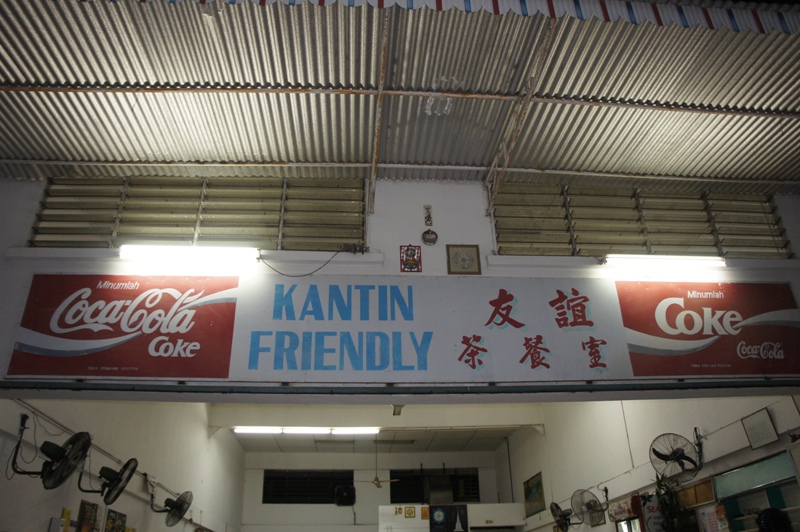 Minumlah
Coca-Cola
Coke
KANTIN
FRIENDLY
友誼
茶餐室
Minumlah
Coke
Coca-Cola